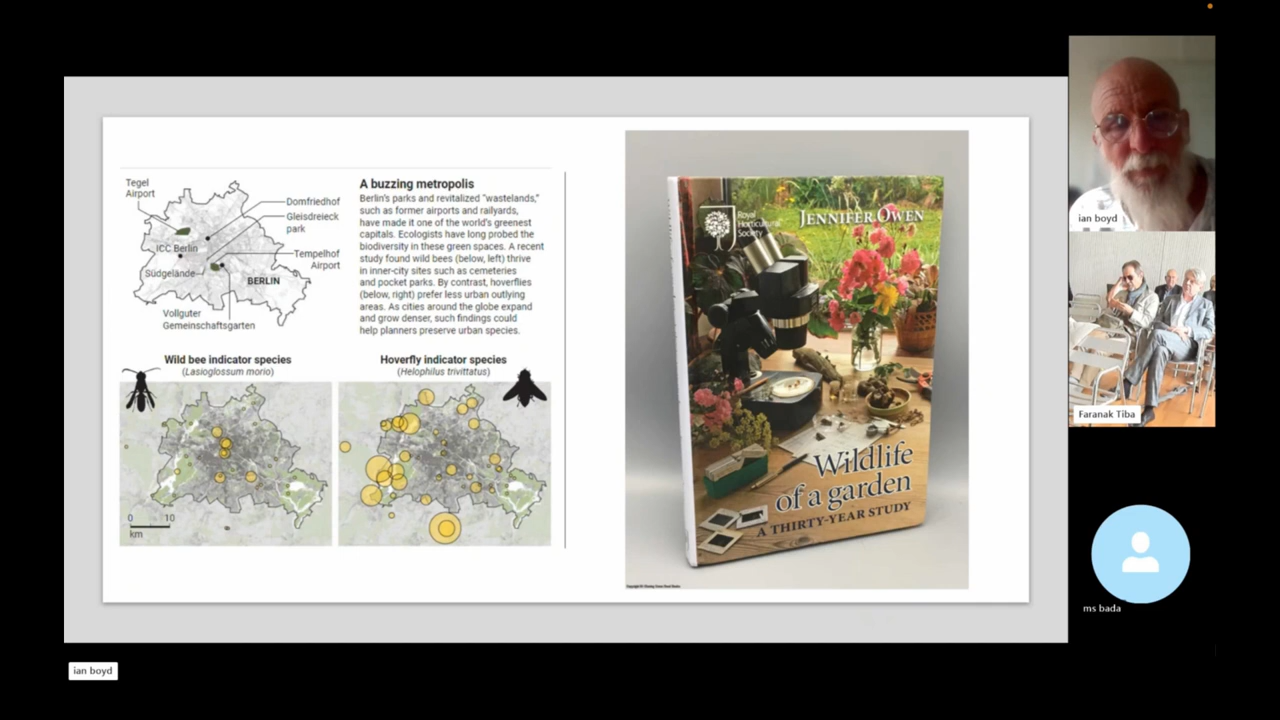 Tegel
Airport
Domfriedhof
Gleisdreieck
park
ICC Berlin
Tempelhof
Airport
Südgelände
BERLIN
Vollguter
Gemeinschaftsgarten
A buzzing metropolis
Berlin's parks and revitalized “wastelands,”
such as former airports and railyards,
have made it one of the world's greenest
capitals. Ecologists have long probed the
biodiversity in these green spaces. A recent
study found wild bees (below, left) thrive
in inner-city sites such as cemeteries
and pocket parks. By contrast, hoverflies
(below, right) prefer less urban outlying
areas. As cities around the globe expand
and grow denser, such findings could
help planners preserve urban species.
Wild bee indicator species
(Lasioglossum morio)
Hoverfly indicator species
(Helophilus trivittatus)
0 10
km
Royal
Horticultural
Society
JENNIFER OWEN
Wildlife
of a garden
A THIRTY-YEAR STUDY
ian boyd
Faranak Tiba
ms bada
ian boyd